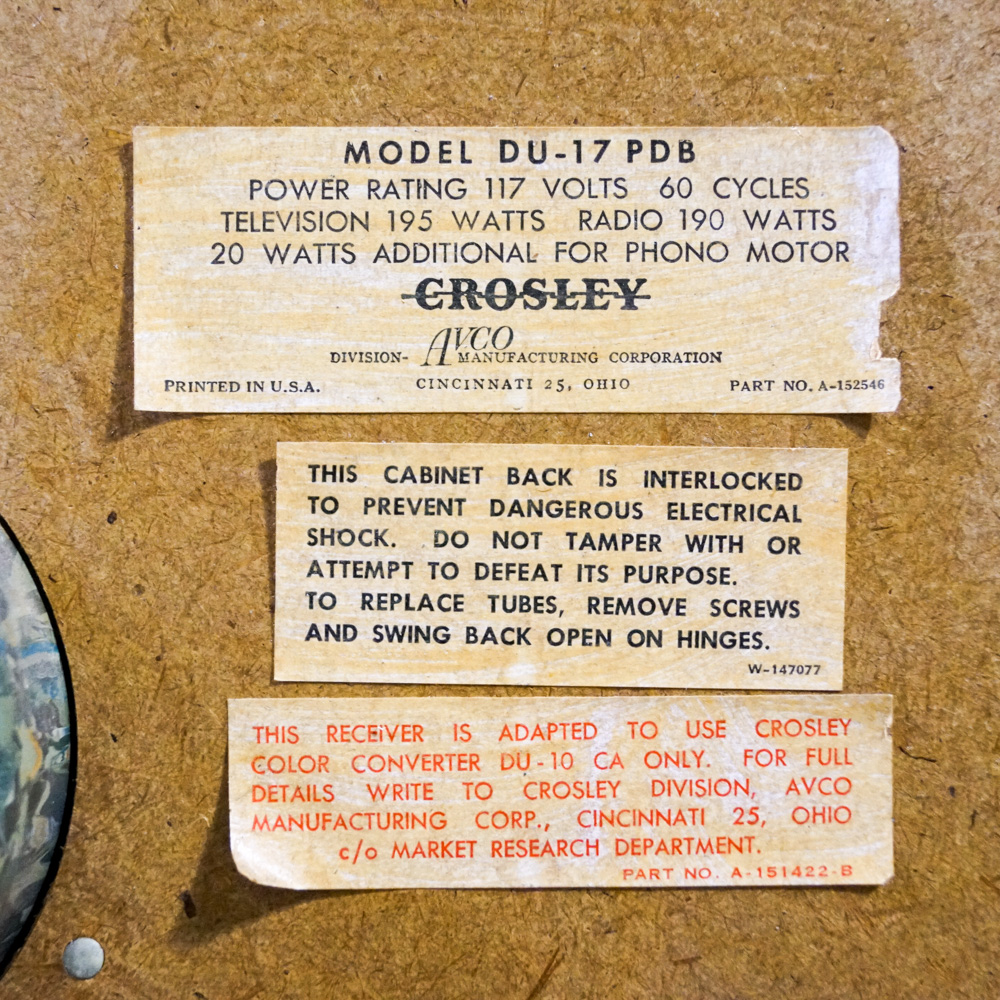 MODEL DU-17 PDB
POWER RATING 117 VOLTS 60 CYCLES
TELEVISION 195 WATTS RADIO 190 WATTS
20 WATTS ADDITIONAL FOR PHONO MOTOR
CROSLEY
DIVISION- AVCO MANUFACTURING CORPORATION
PRINTED IN U.S.A. CINCINNATI 25, OHIO PART NO. A-152546
THIS CABINET BACK IS INTERLOCKED
TO PREVENT DANGEROUS ELECTRICAL
SHOCK. DO NOT TAMPER WITH OR
ATTEMPT TO DEFEAT ITS PURPOSE.
TO REPLACE TUBES, REMOVE SCREWS
AND SWING BACK OPEN ON HINGES.
W-147077
THIS RECEIVER IS ADAPTED TO USE CROSLEY
COLOR CONVERTER DU-10 CA ONLY. FOR FULL
DETAILS WRITE TO CROSLEY DIVISION, AVCO
MANUFACTURING CORP., CINCINNATI 25, OHIO
c/o MARKET RESEARCH DEPARTMENT.
PART NO. A-151422-B